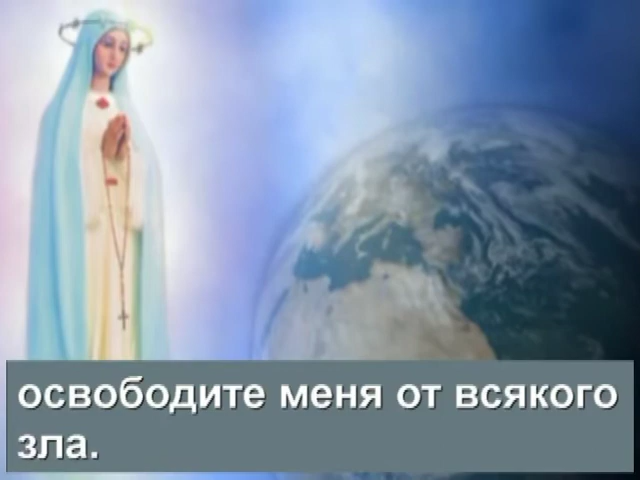 освободите меня от всякого
зла.